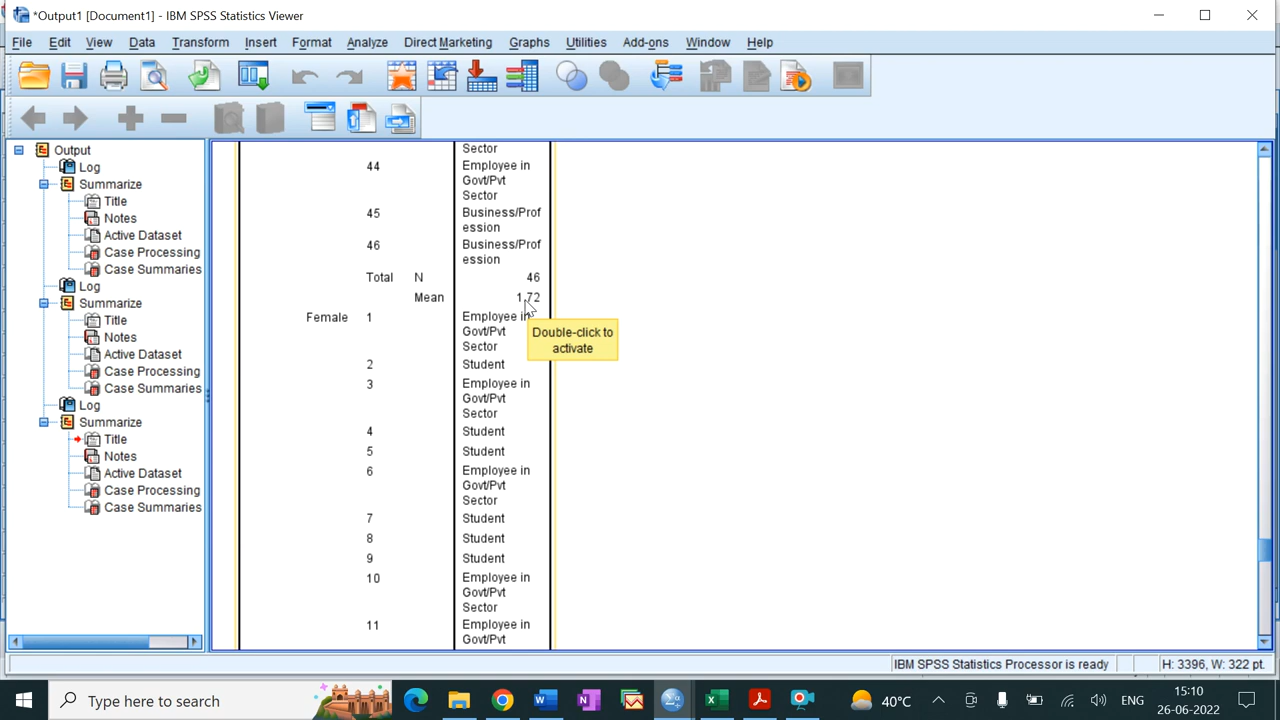 *Output1 [Document1] - IBM SPSS Statistics Viewer
File Edit View Data Transform Insert Format Analyze Direct Marketing Graphs Utilities Add-ons Window Help
Output
Log
Summarize
Title
Notes
Active Dataset
Case Processing
Case Summaries
Log
Summarize
Title
Notes
Active Dataset
Case Processing
Case Summaries
Log
Summarize
Title
Notes
Active Dataset
Case Processing
Case Summaries
Sector
44 Employee in
Govt/Pvt
Sector
45 Business/Prof
ession
46 Business/Prof
ession
Total N 46
Mean 1.72
Female 1 Employee in
Govt/Pvt
Sector
2 Student
3 Employee in
Govt/Pvt
Sector
4 Student
5 Student
6 Employee in
Govt/Pvt
Sector
7 Student
8 Student
9 Student
10 Employee in
Govt/Pvt
Sector
11 Employee in
Govt/Pvt
Double-click to
activate
IBM SPSS Statistics Processor is ready H: 3396, W: 322 pt.
Type here to search
40°C
ENG
15:10
26-06-2022